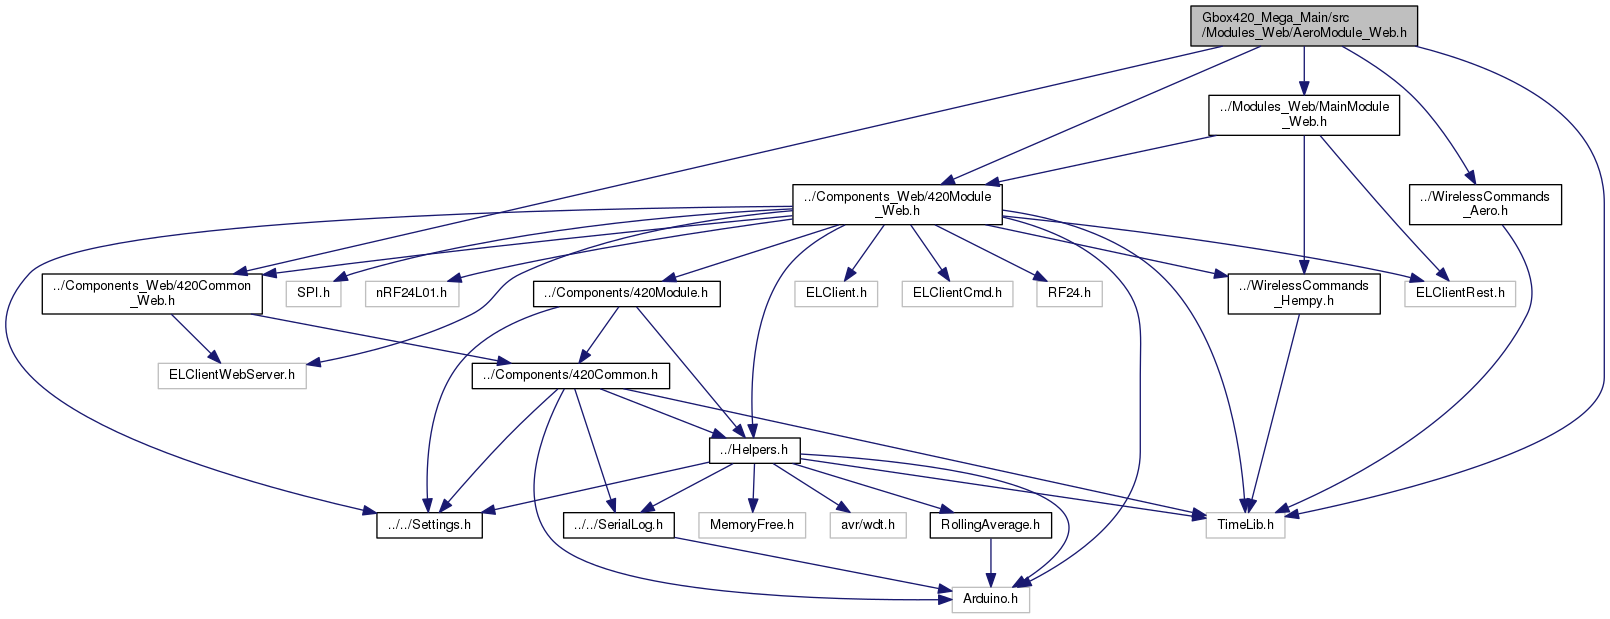 Gbox420_Mega_Main/src
/Modules_Web/AeroModule_Web.h
../Modules_Web/MainModule
_Web.h
../Components_Web/420Module
_Web.h
../WirelessCommands
_Aero.h
../Components_Web/420Common
_Web.h
SPI.h
nRF24L01.h
../Components/420Module.h
ELClient.h
ELClientCmd.h
RF24.h
../WirelessCommands
_Hempy.h
ELClientRest.h
ELClientWebServer.h
../Components/420Common.h
../Helpers.h
../../Settings.h
../../SerialLog.h
MemoryFree.h
avr/wdt.h
RollingAverage.h
TimeLib.h
Arduino.h